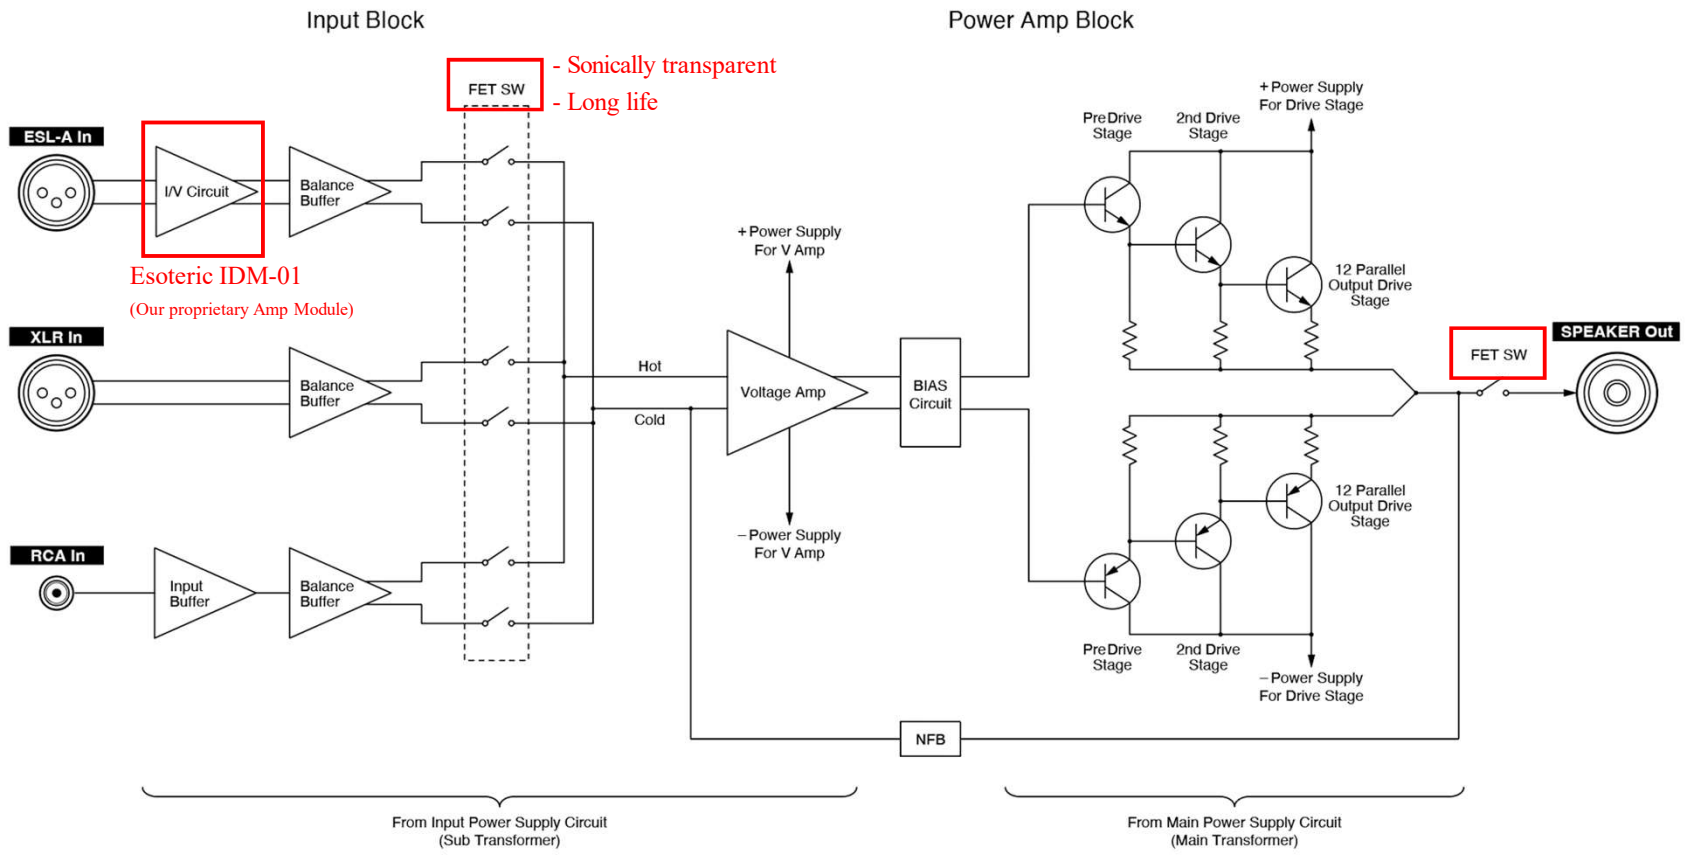 Input Block
Power Amp Block
FET SW
- Sonically transparent
- Long life
ESL-A In
I/V Circuit
Balance
Buffer
Esoteric IDM-01
(Our proprietary Amp Module)
XLR In
Balance
Buffer
RCA In
Input
Buffer
Balance
Buffer
Hot
Cold
+Power Supply
For V Amp
Voltage Amp
−Power Supply
For V Amp
BIAS
Circuit
PreDrive
Stage
2nd Drive
Stage
+Power Supply
For Drive Stage
12 Parallel
Output Drive
Stage
FET SW
SPEAKER Out
12 Parallel
Output Drive
Stage
PreDrive
Stage
2nd Drive
Stage
−Power Supply
For Drive Stage
NFB
From Input Power Supply Circuit
(Sub Transformer)
From Main Power Supply Circuit
(Main Transformer)